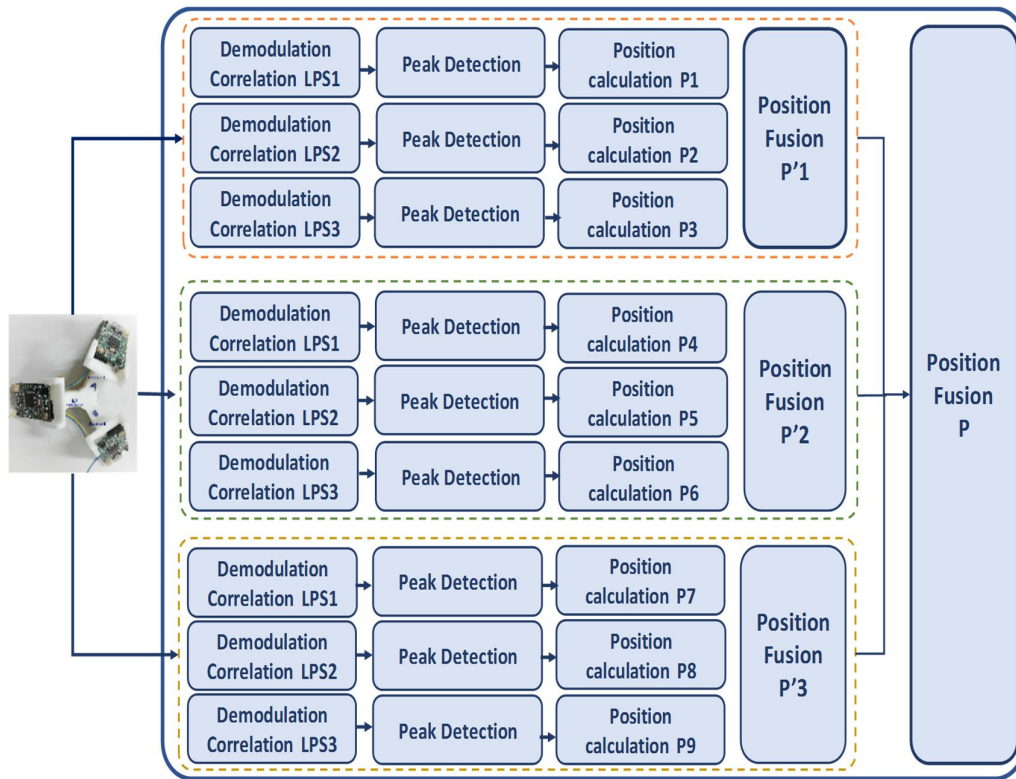 Demodulation
Correlation LPS1
Peak Detection
Position
calculation P1
Demodulation
Correlation LPS2
Peak Detection
Position
calculation P2
Demodulation
Correlation LPS3
Peak Detection
Position
calculation P3
Position
Fusion
P'1
Demodulation
Correlation LPS1
Peak Detection
Position
calculation P4
Demodulation
Correlation LPS2
Peak Detection
Position
calculation P5
Demodulation
Correlation LPS3
Peak Detection
Position
calculation P6
Position
Fusion
P'2
Demodulation
Correlation LPS1
Peak Detection
Position
calculation P7
Demodulation
Correlation LPS2
Peak Detection
Position
calculation P8
Demodulation
Correlation LPS3
Peak Detection
Position
calculation P9
Position
Fusion
P'3
Position
Fusion
P